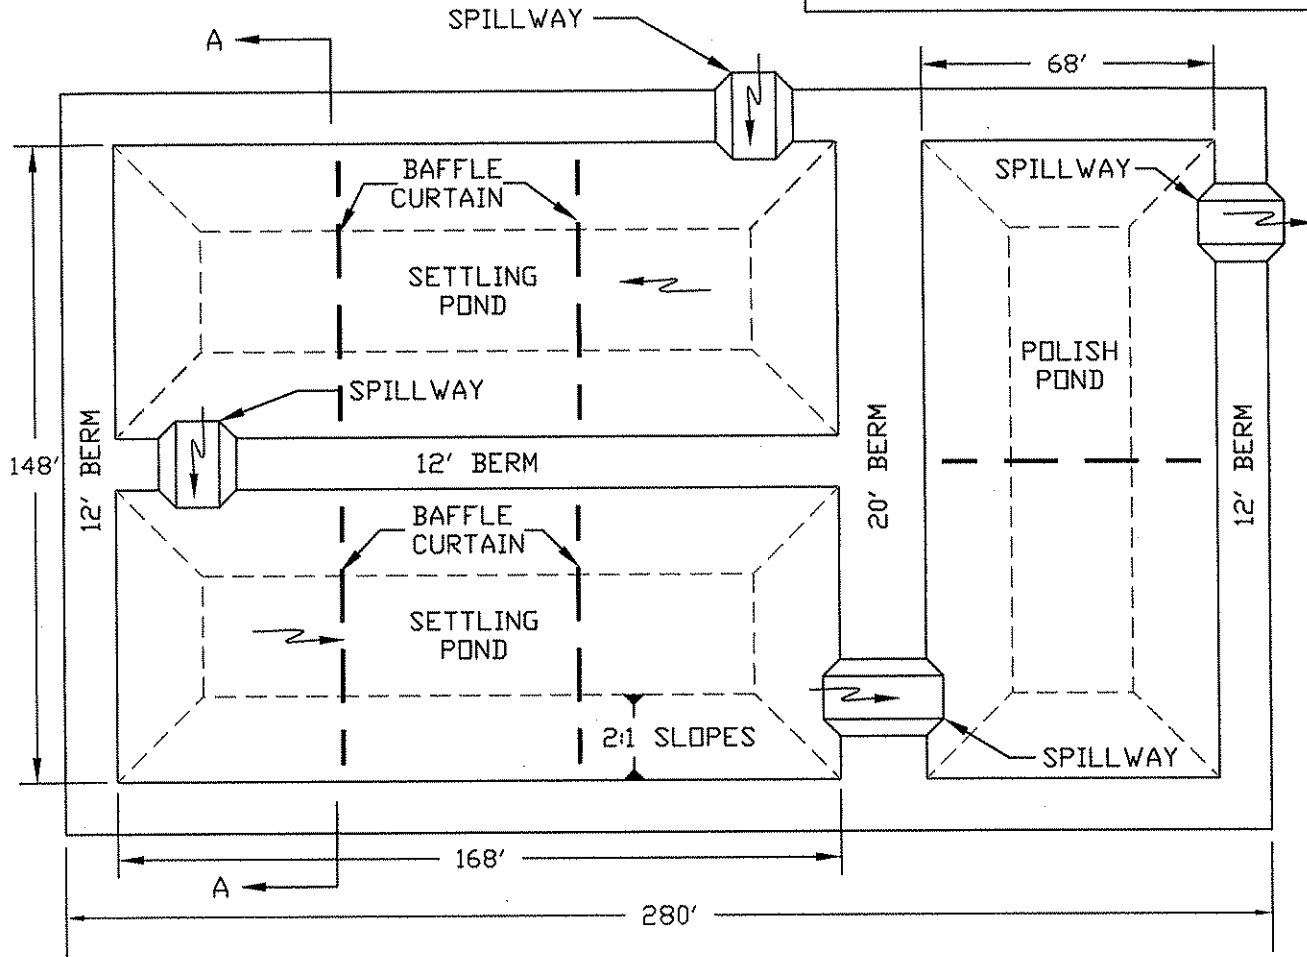 SPILLWAY
A
68'
BAFFLE
CURTAIN
SPILLWAY
SETTLING
POND
POLISH
POND
SPILLWAY
148'
12' BERM
12' BERM
20' BERM
12' BERM
BAFFLE
CURTAIN
SETTLING
POND
2:1 SLOPES
SPILLWAY
168'
A
280'